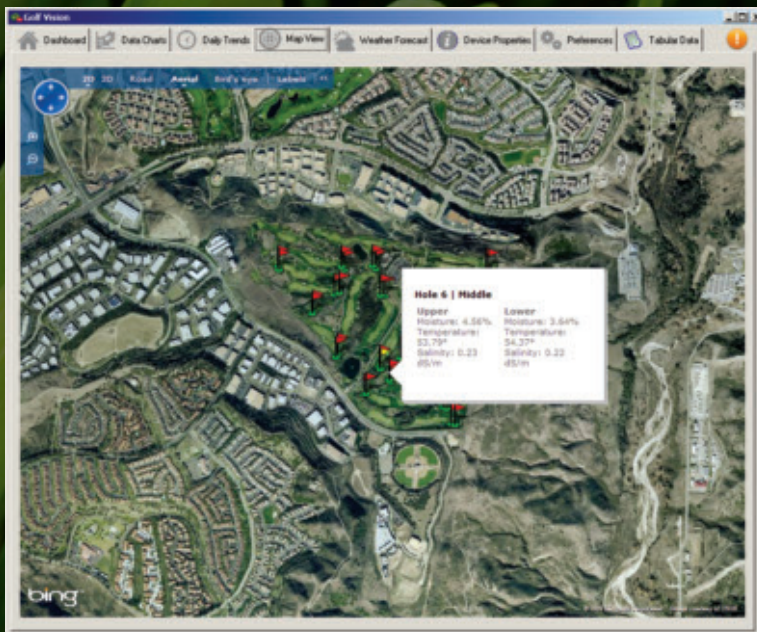 Golf Vision
Dashboard
Data Charts
Daily Trends
Map View
Weather Forecast
Device Properties
Preferences
Tabular Data
2D 3D Road Aerial Bird's eye Labels
Hole 6 | Middle
Upper
Moisture: 4.56%
Temperature:
53.79°
Salinity: 0.23
dS/m
Lower
Moisture: 3.64%
Temperature:
54.37°
Salinity: 0.22
dS/m
bing